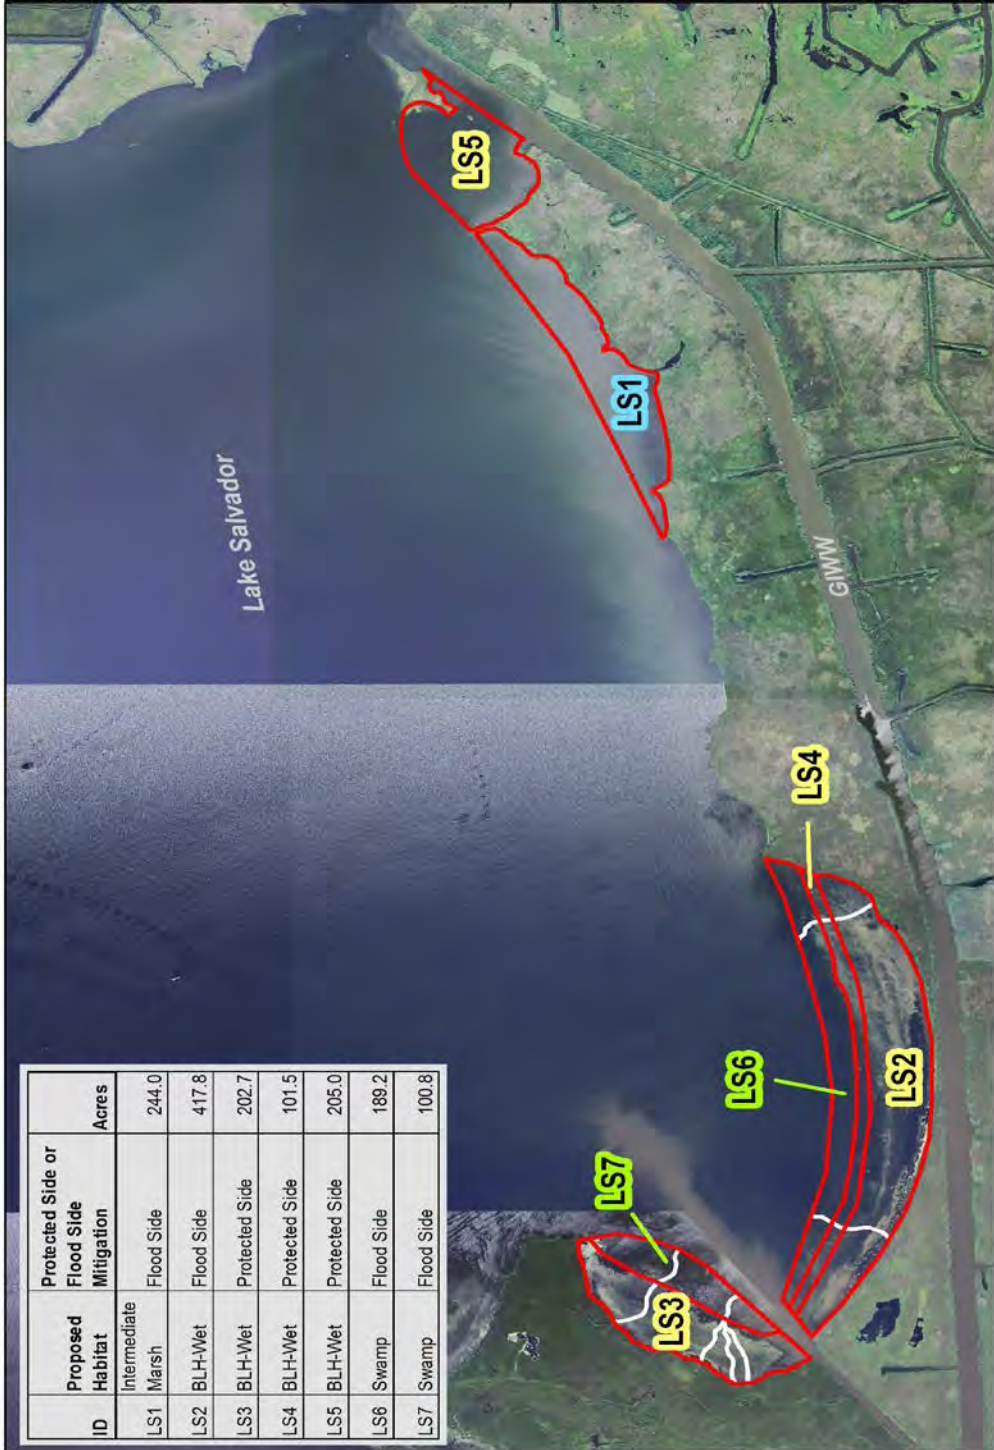 ID Proposed Habitat Protected Side or Flood Side Mitigation Acres
LS1 Intermediate Marsh Flood Side 244.0
LS2 BLH-Wet Flood Side 417.8
LS3 BLH-Wet Protected Side 202.7
LS4 BLH-Wet Protected Side 101.5
LS5 BLH-Wet Protected Side 205.0
LS6 Swamp Flood Side 189.2
LS7 Swamp Flood Side 100.8
Lake Salvador
LS5
LS1
GIWW
LS4
LS6
LS2
LS7
LS3